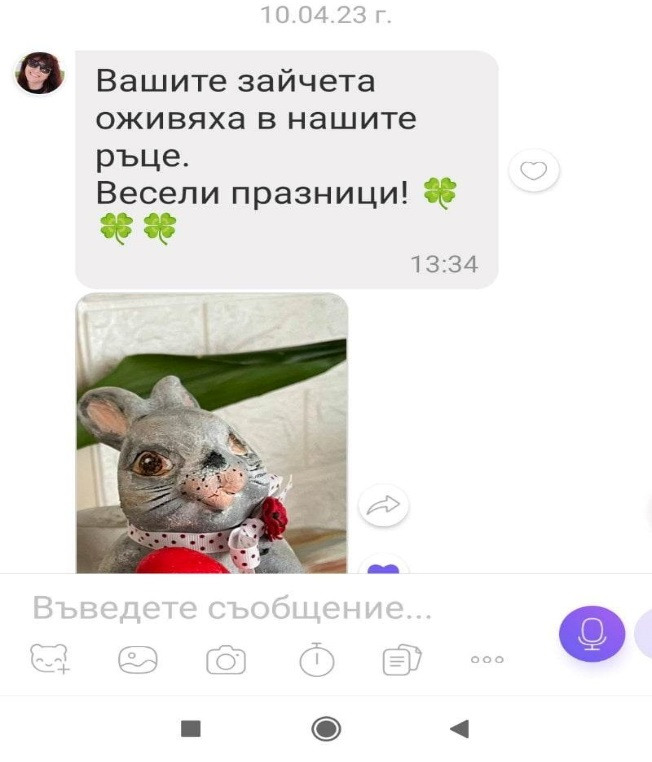 10.04.23 г.
Вашите зайчета
оживяха в нашите
ръце.
Весели празници! 🍀
🍀🍀
13:34
Въведете съобщение...